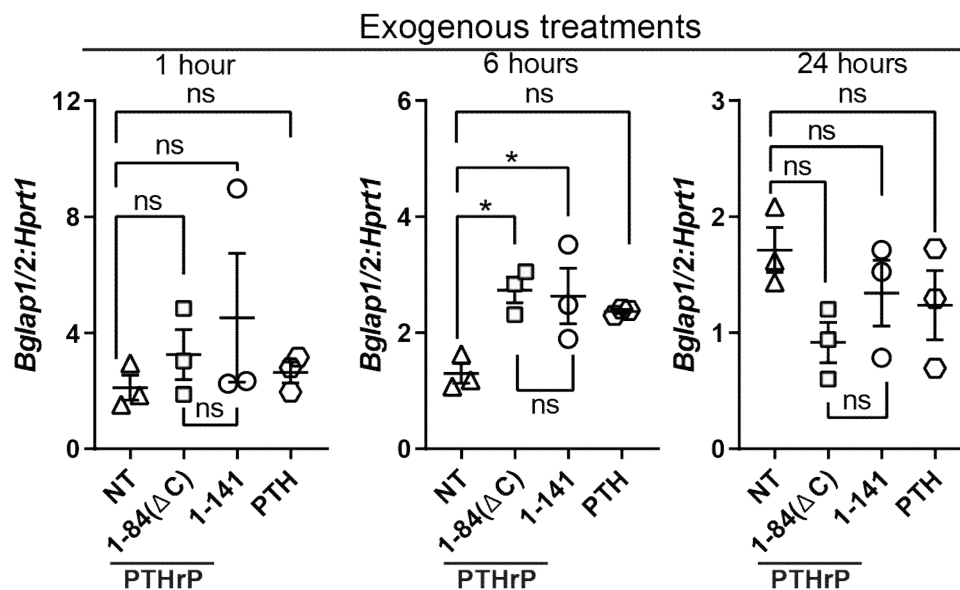 Exogenous treatments
1 hour
6 hours
24 hours
Bglap1/2:Hprt1
12
8
4
0
ns
ns
ns
ns
NT
1-84(ΔC)
1-141
PTH
PTHrP
Bglap1/2:Hprt1
6
4
2
0
ns
*
*
ns
NT
1-84(ΔC)
1-141
PTH
PTHrP
Bglap1/2:Hprt1
3
2
1
0
ns
ns
ns
ns
NT
1-84(ΔC)
1-141
PTH
PTHrP